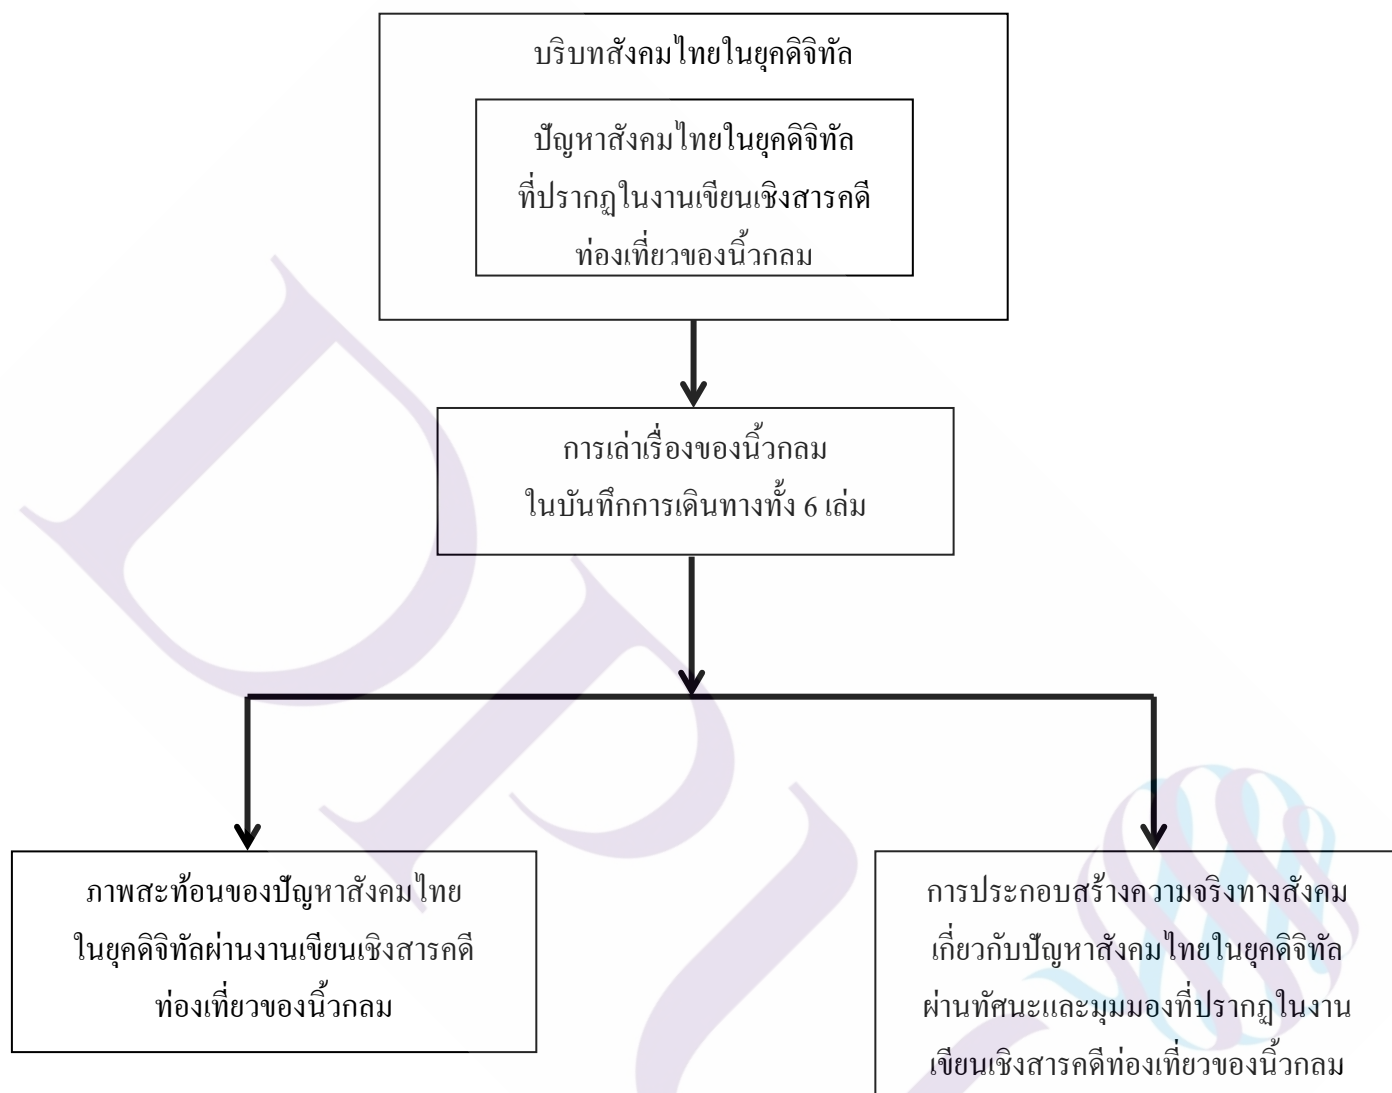 บริบทสังคมไทยในยุคดิจิทัล
ปัญหาสังคมไทยในยุคดิจิทัล
ที่ปรากฏในงานเขียนเชิงสารคดี
ท่องเที่ยวของนิ้วกลม
การเล่าเรื่องของนิ้วกลม
ในบันทึกการเดินทางทั้ง 6 เล่ม
ภาพสะท้อนของปัญหาสังคมไทย
ในยุคดิจิทัลผ่านงานเขียนเชิงสารคดี
ท่องเที่ยวของนิ้วกลม
การประกอบสร้างความจริงทางสังคม
เกี่ยวกับปัญหาสังคมไทยในยุคดิจิทัล
ผ่านทัศนะและมุมมองที่ปรากฏในงาน
เขียนเชิงสารคดีท่องเที่ยวของนิ้วกลม
DP